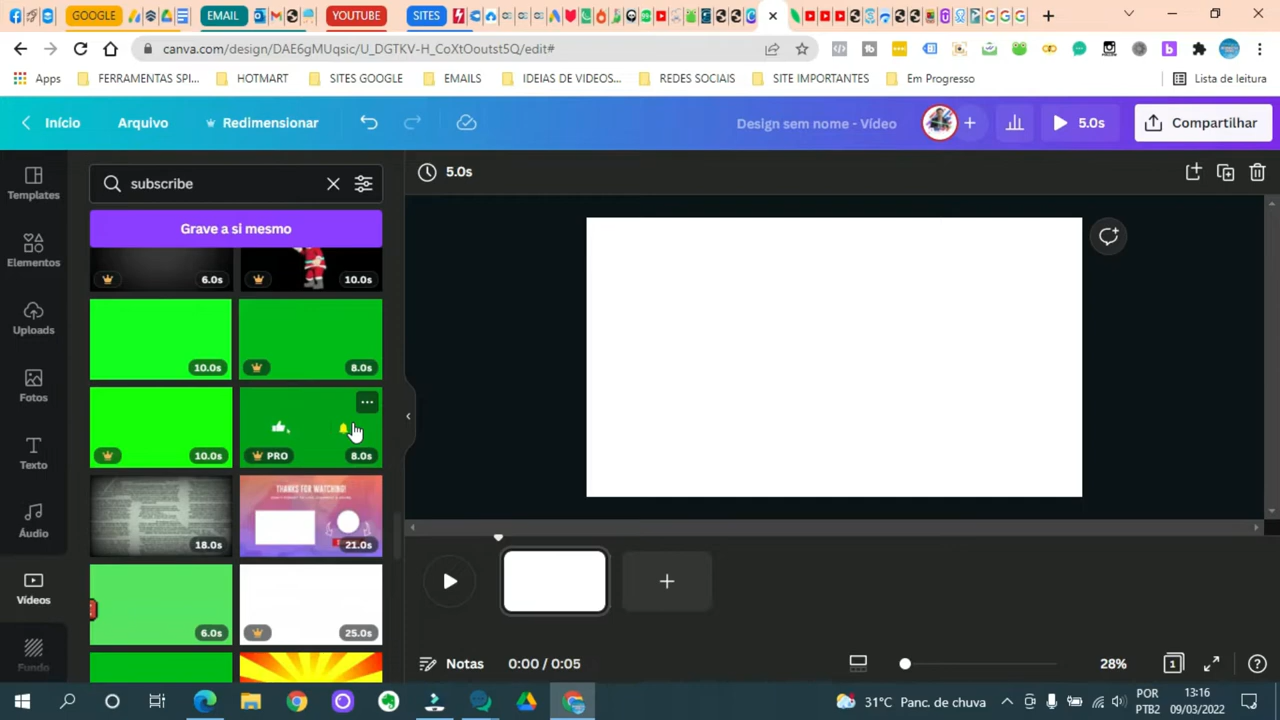 GOOGLE
EMAIL
YOUTUBE
SITES
canva.com/design/DAE6gMUqsic/U_DGTKV-H_CoXtOoutst5Q/edit#
Apps
FERRAMENTAS SPI...
HOTMART
SITES GOOGLE
EMAILS
IDEIAS DE VIDEOS...
REDES SOCIAIS
SITE IMPORTANTES
Em Progresso
Lista de leitura
Início
Arquivo
Redimensionar
Design sem nome - Vídeo
5.0s
Compartilhar
Templates
subscribe
5.0s
Grave a si mesmo
Elementos
6.0s
10.0s
Uploads
10.0s
8.0s
Fotos
10.0s
PRO
8.0s
Texto
THANKS FOR WATCHING!
Áudio
18.0s
21.0s
Vídeos
6.0s
25.0s
Fundo
Notas
0:00 / 0:05
28%
1
31°C Panc. de chuva
POR
PTB2
13:16
09/03/2022